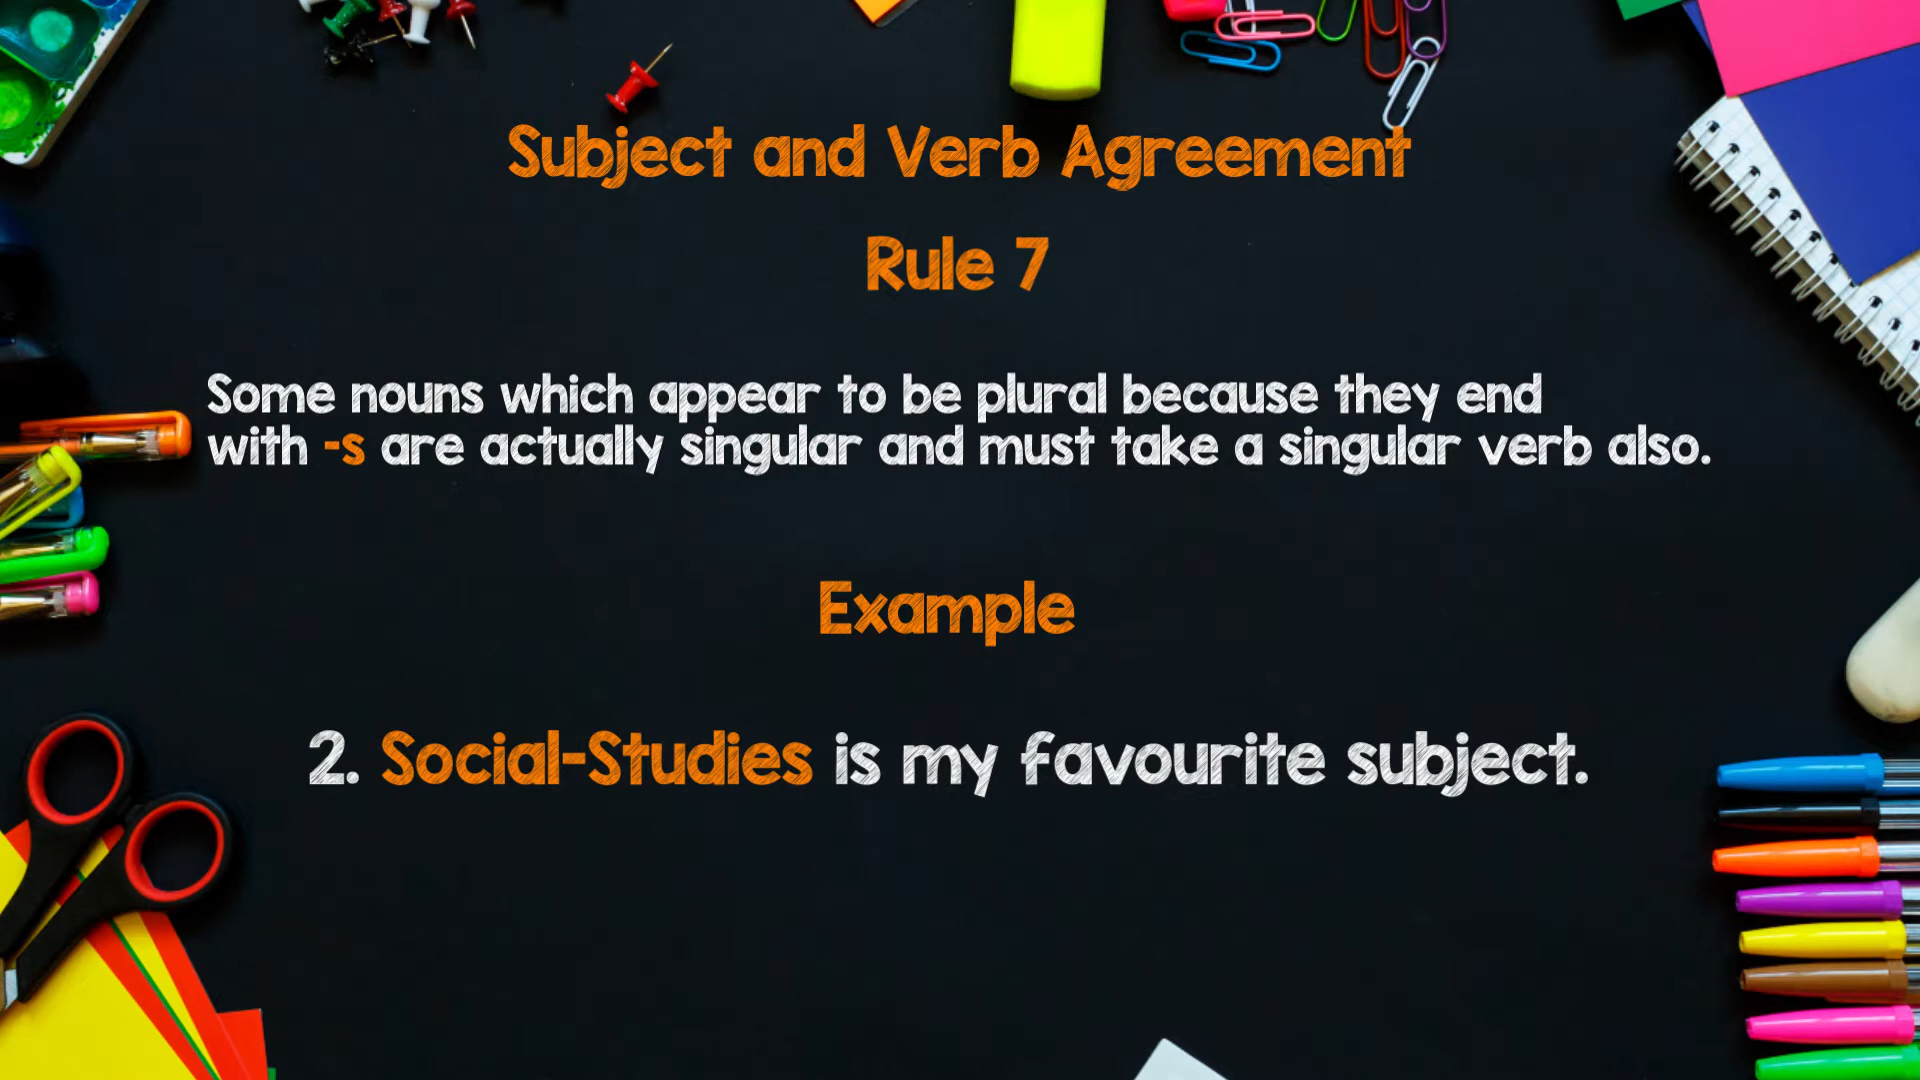 Subject and Verb Agreement
Rule 7
Some nouns which appear to be plural because they end
with -s are actually singular and must take a singular verb also.
Example
2. Social-Studies is my favourite subject.